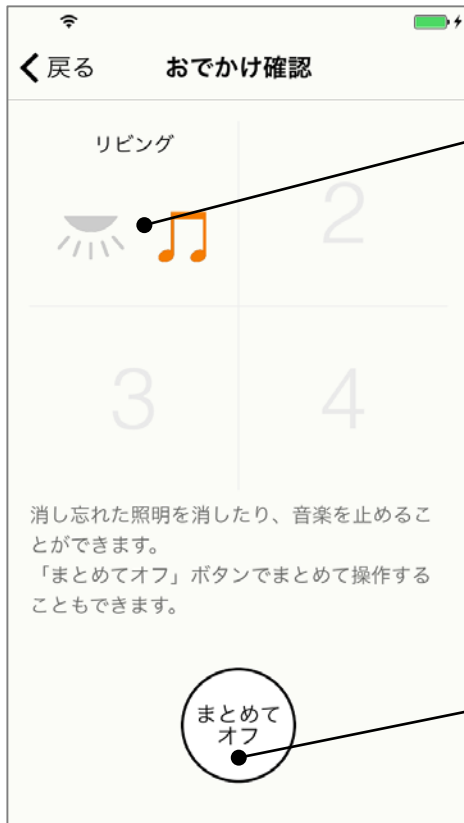 戻る おでかけ確認
リビング
2
3 4
消し忘れた照明を消したり、音楽を止めるこ
とができます。
「まとめてオフ」ボタンでまとめて操作する
こともできます。
まとめて
オフ